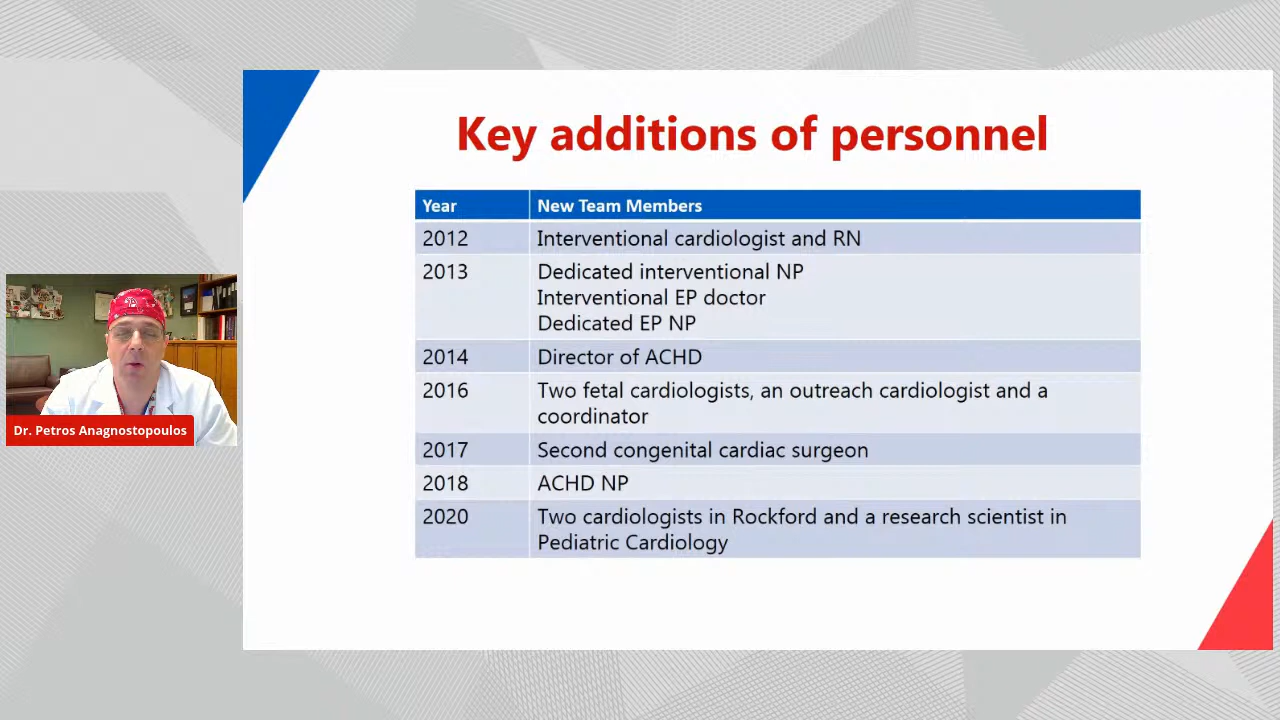 Key additions of personnel
Year New Team Members
2012 Interventional cardiologist and RN
2013 Dedicated interventional NP
Interventional EP doctor
Dedicated EP NP
2014 Director of ACHD
2016 Two fetal cardiologists, an outreach cardiologist and a
coordinator
2017 Second congenital cardiac surgeon
2018 ACHD NP
2020 Two cardiologists in Rockford and a research scientist in
Pediatric Cardiology
Dr. Petros Anagnostopoulos